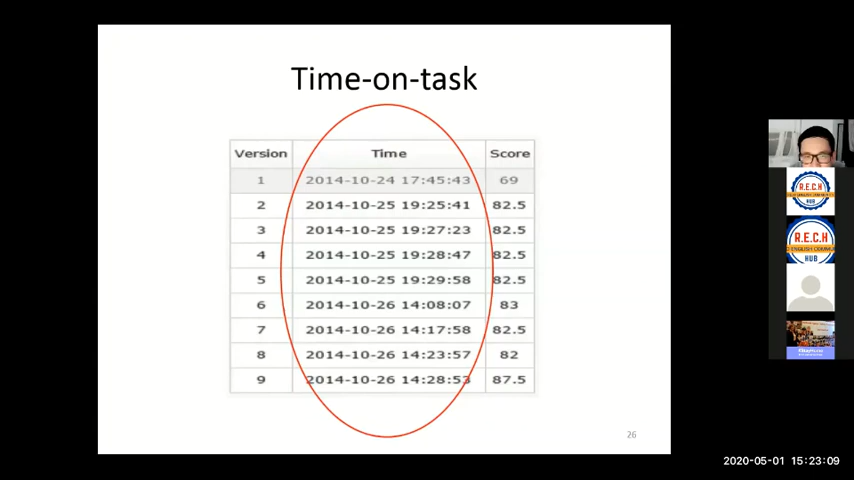 Time-on-task
Version Time Score
1 2014-10-24 17:45:43 69
2 2014-10-25 19:25:41 82.5
3 2014-10-25 19:27:23 82.5
4 2014-10-25 19:28:47 82.5
5 2014-10-25 19:29:58 82.5
6 2014-10-26 14:08:07 83
7 2014-10-26 14:17:58 82.5
8 2014-10-26 14:23:57 82
9 2014-10-26 14:28:53 87.5
26
R.E.C.H
HUB
R.E.C.H
HUB
2020-05-01 15:23:09